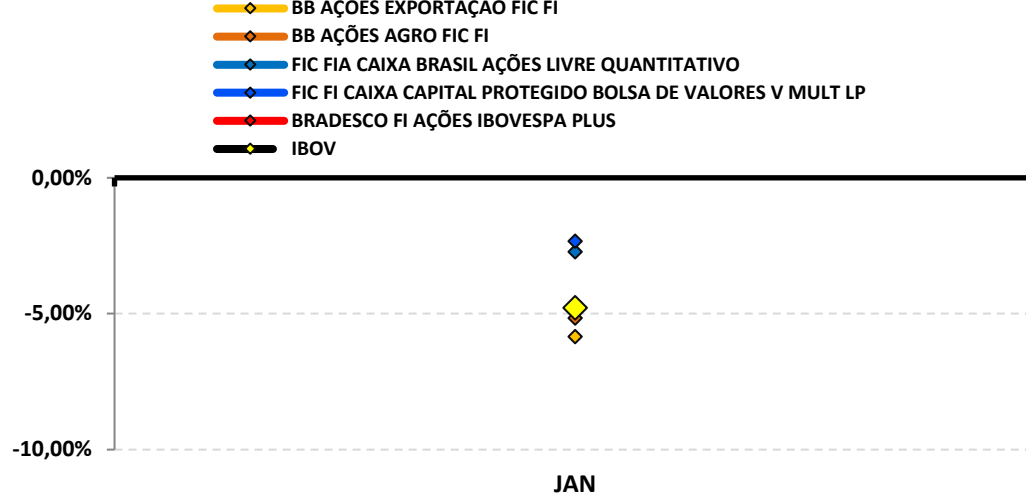 BB AÇÕES EXPORTAÇÃO FIC FI
BB AÇÕES AGRO FIC FI
FIC FIA CAIXA BRASIL AÇÕES LIVRE QUANTITATIVO
FIC FI CAIXA CAPITAL PROTEGIDO BOLSA DE VALORES V MULT LP
BRADESCO FI AÇÕES IBOVESPA PLUS
IBOV
0,00%
-5,00%
-10,00%
JAN